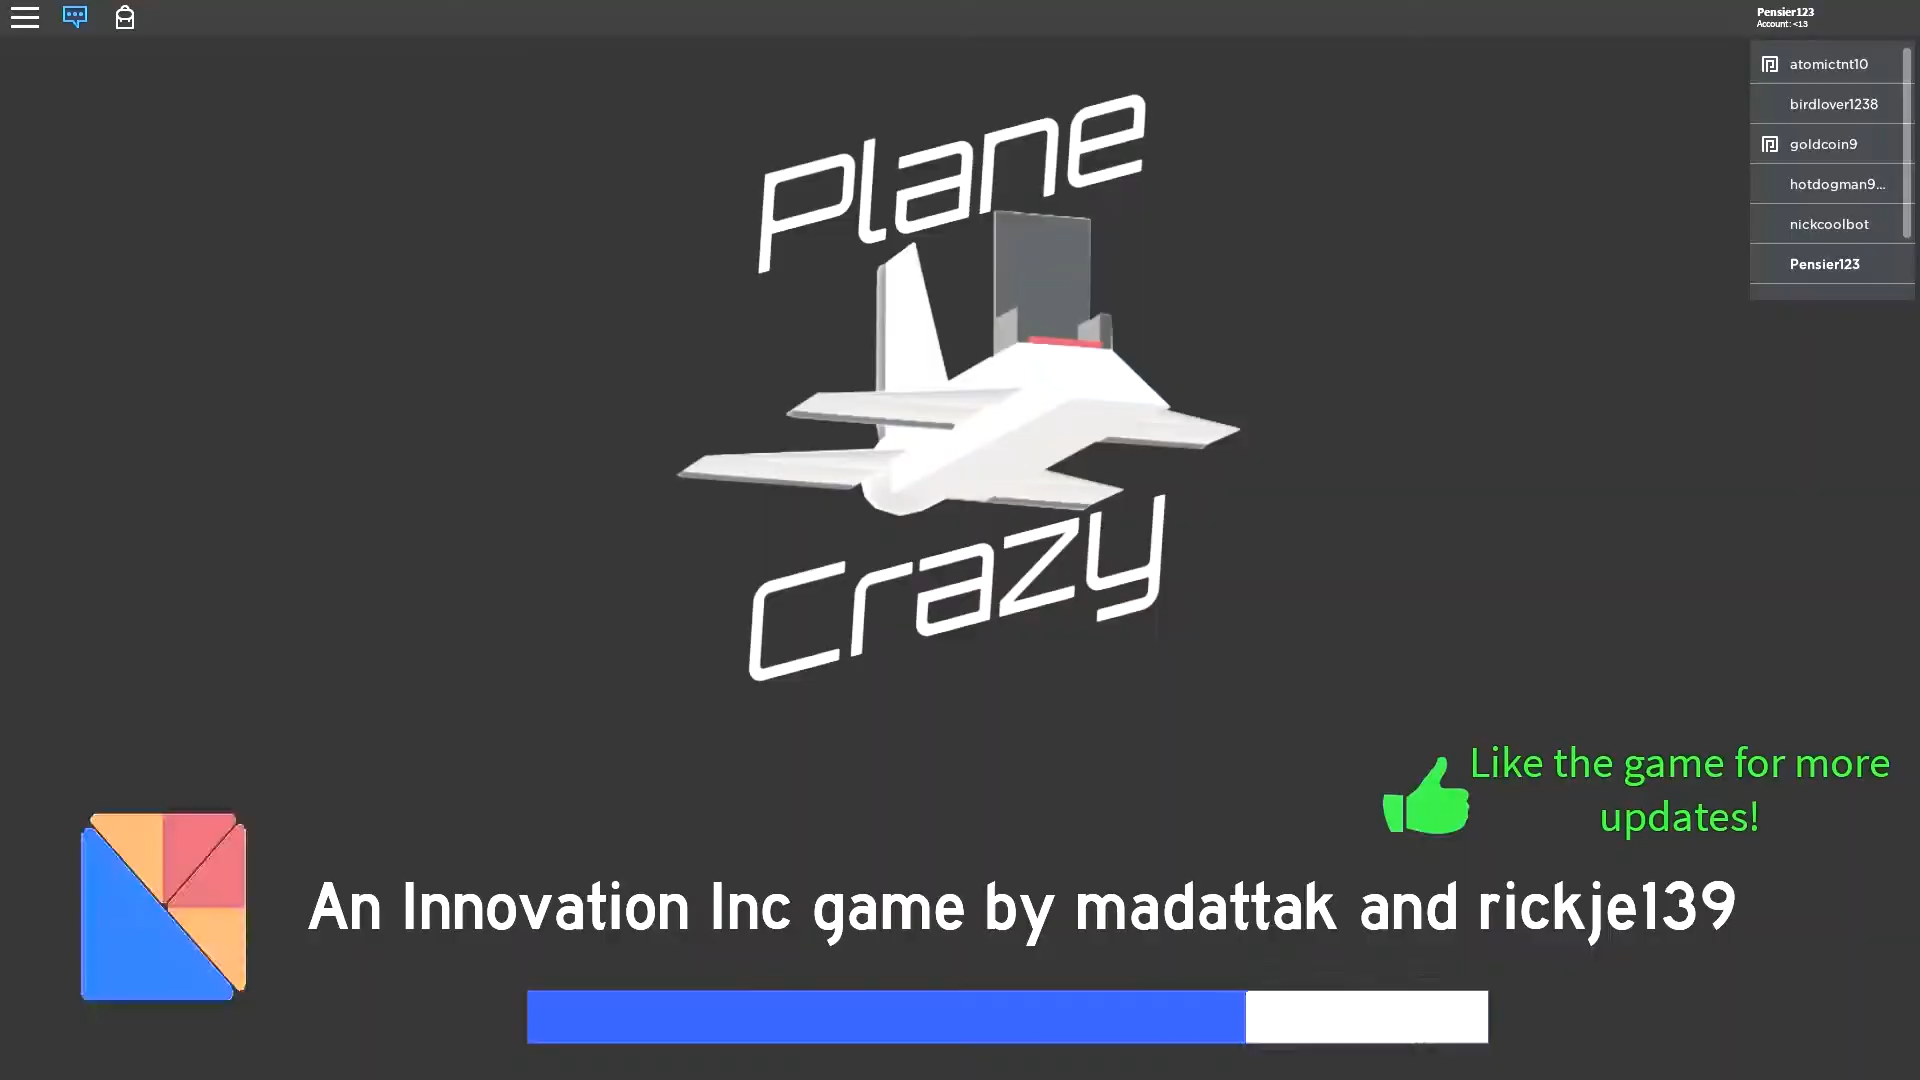 Pensier123
Account: <13
atomictnt10
birdlover1238
goldcoin9
hotdogman9...
nickcoolbot
Pensier123
Plane
Crazy
Like the game for more
updates!
An Innovation Inc game by madattak and rickje139